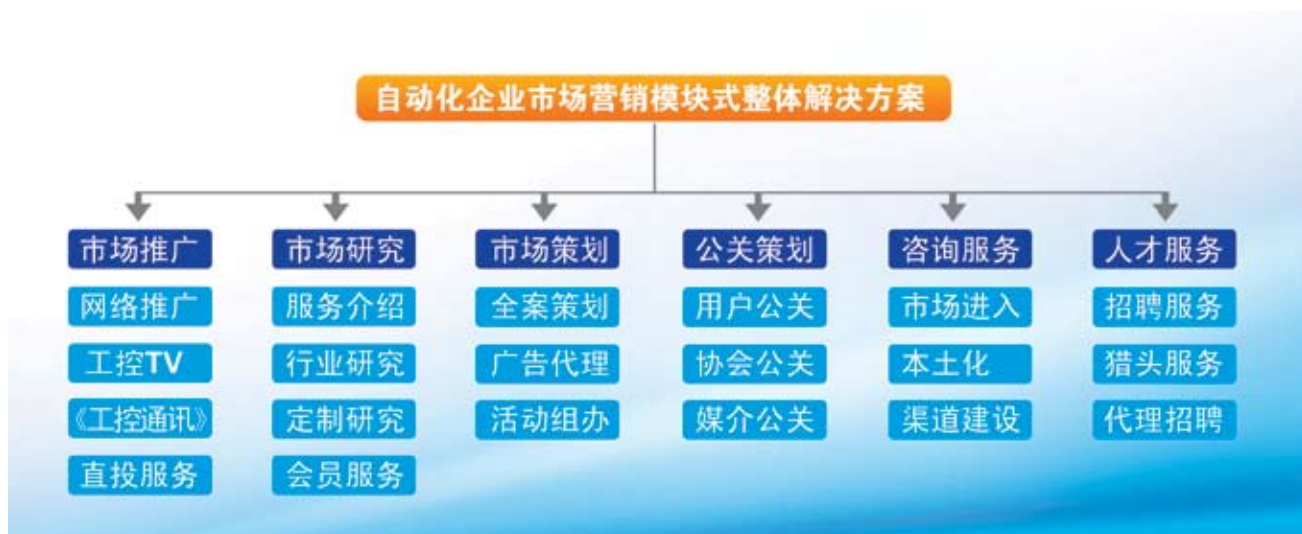 自动化企业市场营销模块式整体解决方案
市场推广 市场研究 市场策划 公关策划 咨询服务 人才服务
网络推广 服务介绍 全案策划 用户公关 市场进入 招聘服务
工控TV 行业研究 广告代理 协会公关 本土化 猎头服务
《工控通讯》 定制研究 活动组办 媒介公关 渠道建设 代理招聘
直投服务 会员服务